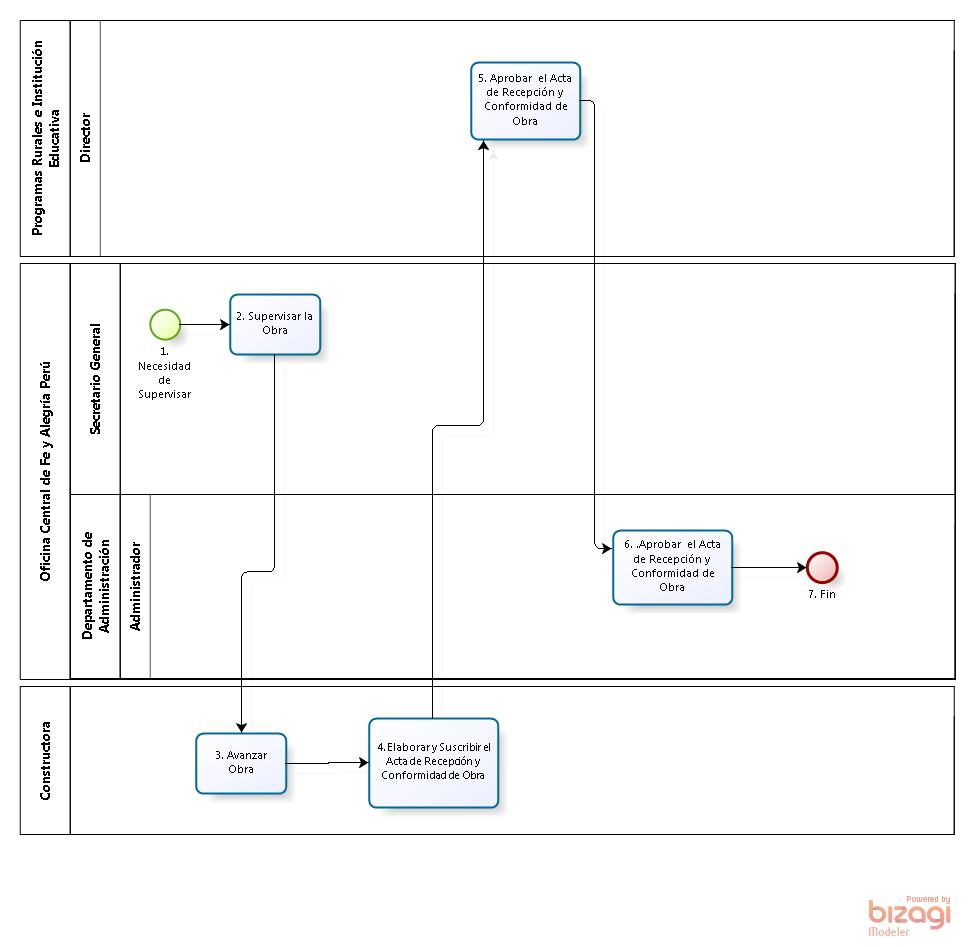 Programas Rurales e Institución
Educativa
Director
5. Aprobar el Acta
de Recepción y
Conformidad de
Obra
Oficina Central de Fe y Alegría Perú
Secretario General
1.
Necesidad
de
Supervisar
2. Supervisar la
Obra
Departamento de
Administración
Administrador
6. .Aprobar el Acta
de Recepción y
Conformidad de
Obra
7. Fin
Constructora
3. Avanzar
Obra
4.Elaborar y Suscribir el
Acta de Recepción y
Conformidad de Obra
Powered by
bizagi
Modeler